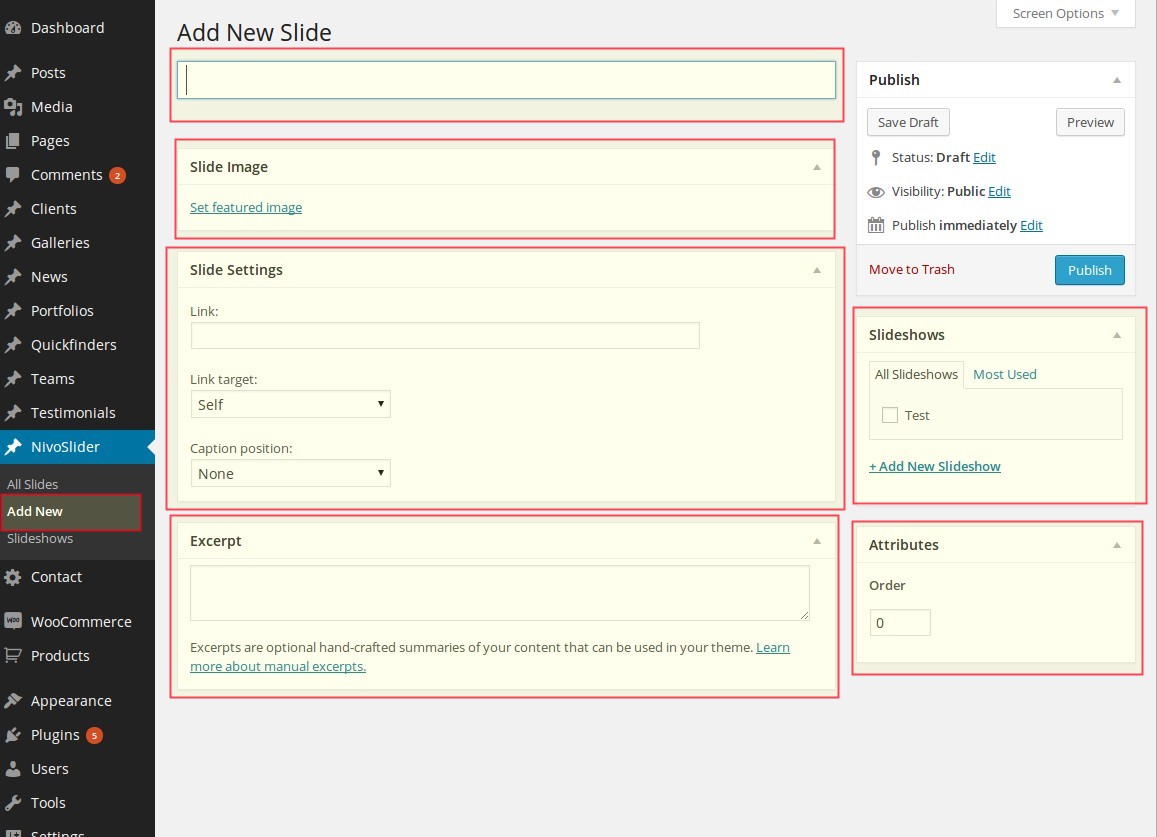 Dashboard
Posts
Media
Pages
Comments 2
Clients
Galleries
News
Portfolios
Quickfinders
Teams
Testimonials
NivoSlider
All Slides
Add New
Slideshows
Contact
WooCommerce
Products
Appearance
Plugins 5
Users
Tools
Settings
Screen Options
Add New Slide
Slide Image
Set featured image
Slide Settings
Link:
Link target:
Self
Caption position:
None
Excerpt
Excerpts are optional hand-crafted summaries of your content that can be used in your theme. Learn
more about manual excerpts.
Publish
Save Draft Preview
Status: Draft Edit
Visibility: Public Edit
Publish immediately Edit
Move to Trash Publish
Slideshows
All Slideshows Most Used
Test
+ Add New Slideshow
Attributes
Order
0